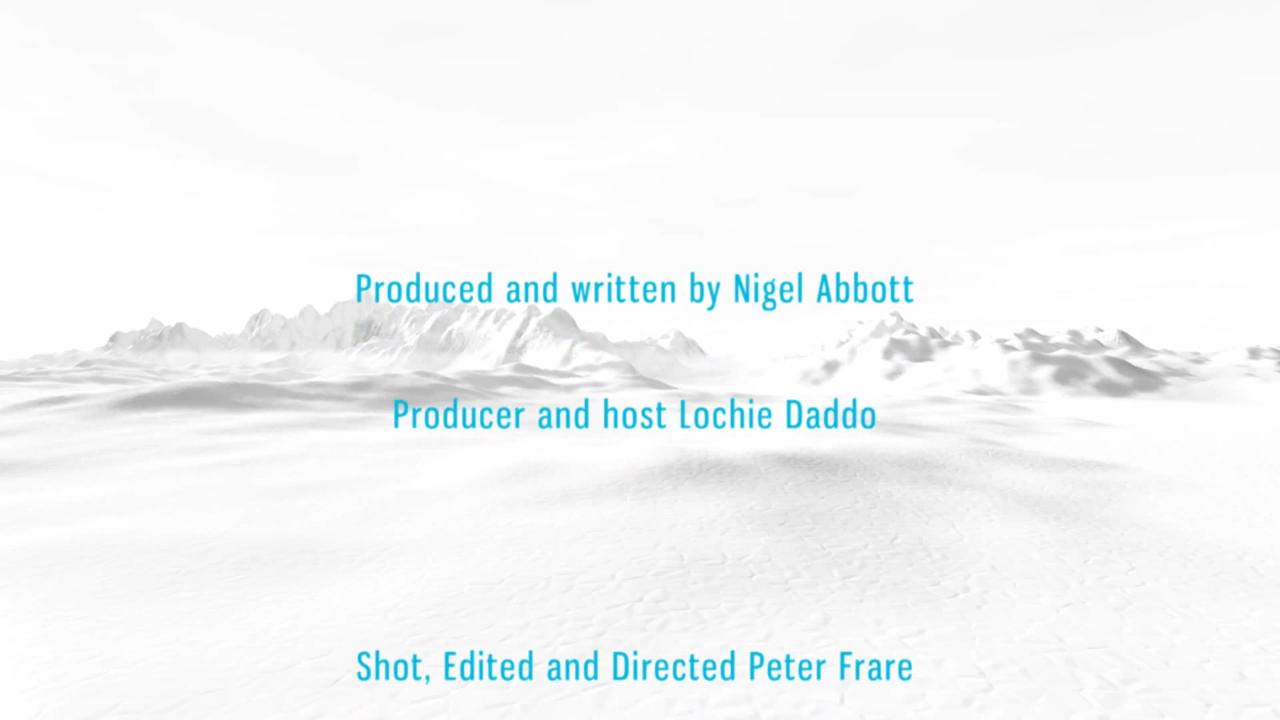 Produced and written by Nigel Abbott
Producer and host Lochie Daddo
Shot, Edited and Directed Peter Frare